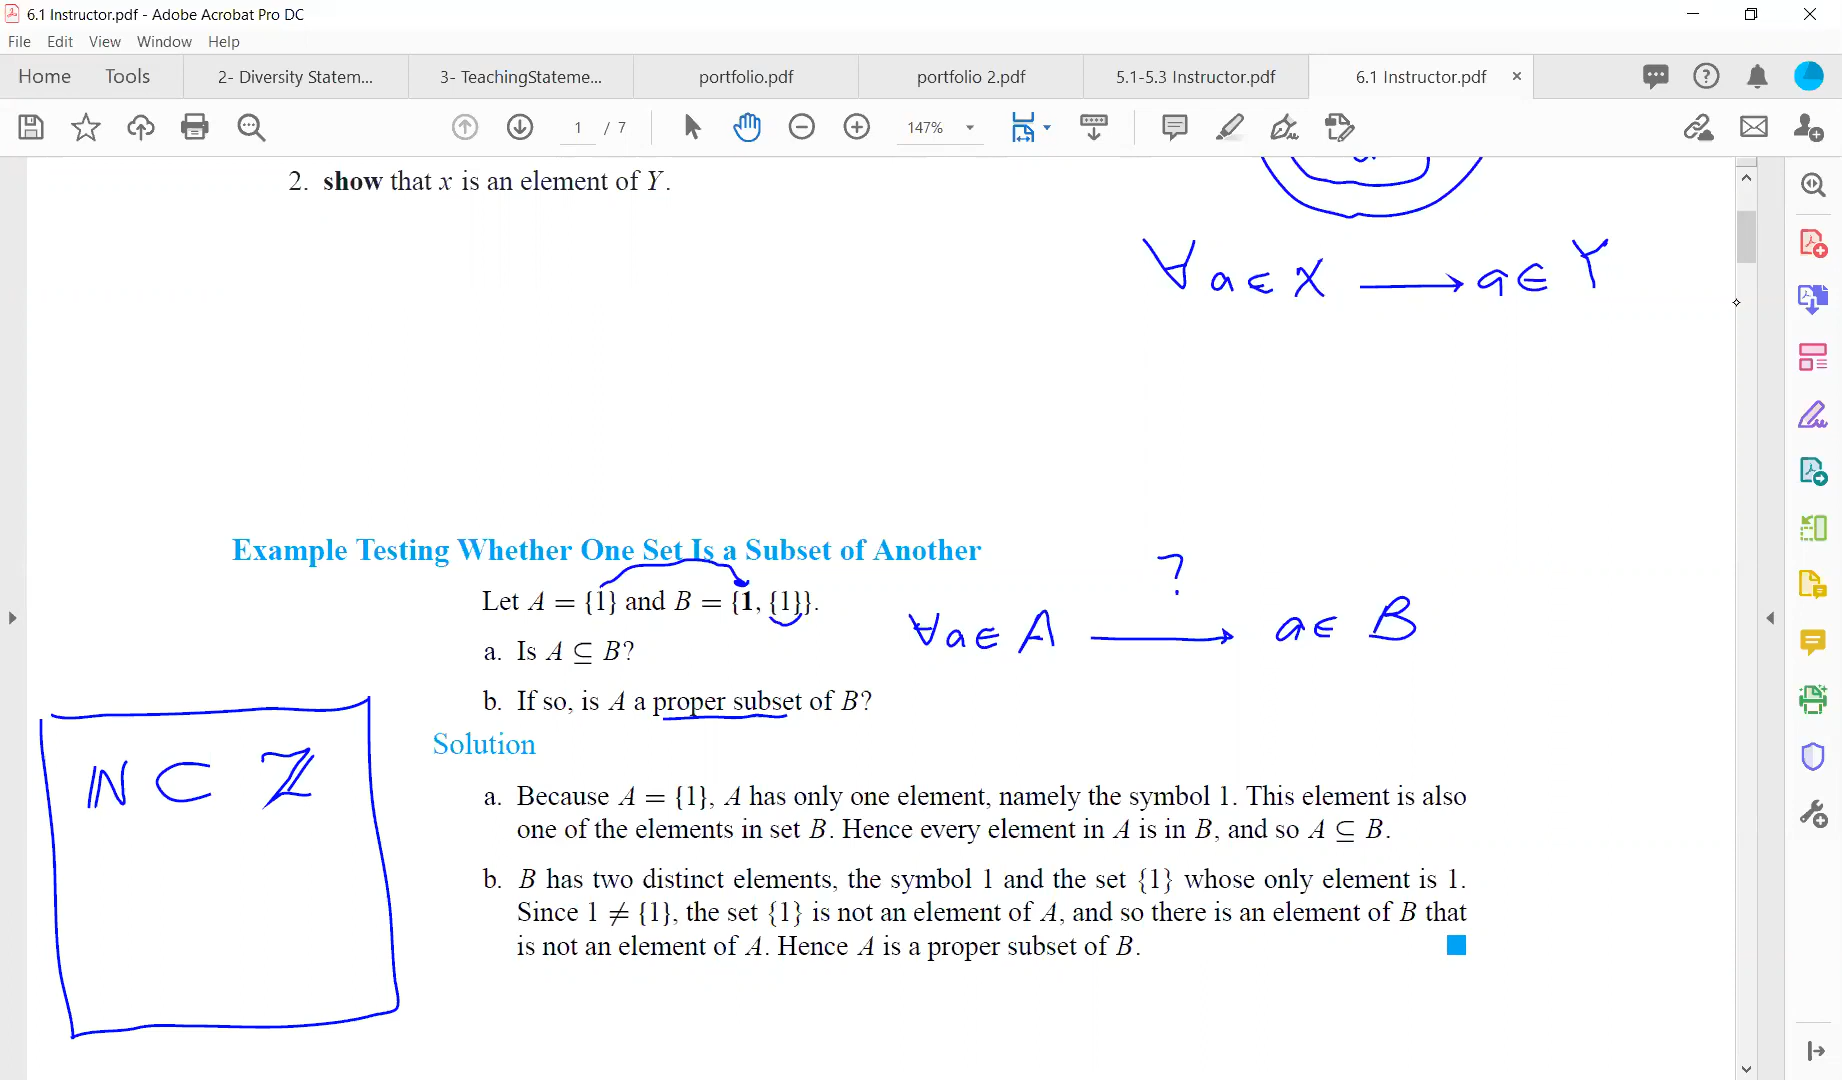 6.1 Instructor.pdf - Adobe Acrobat Pro DC
File Edit View Window Help
Home Tools 2- Diversity Statem... 3- TeachingStateme... portfolio.pdf portfolio 2.pdf 5.1-5.3 Instructor.pdf 6.1 Instructor.pdf ×
1 / 7 147%
2. show that x is an element of Y.
∀ a ∈ X → a ∈ Y
Example Testing Whether One Set Is a Subset of Another
?
Let A = {1} and B = {1, {1}}.
∀a ∈ A → a ∈ B
a. Is A ⊆ B?
b. If so, is A a proper subset of B?
Solution
ℕ ⊂ ℤ
a. Because A = {1}, A has only one element, namely the symbol 1. This element is also
one of the elements in set B. Hence every element in A is in B, and so A ⊆ B.
b. B has two distinct elements, the symbol 1 and the set {1} whose only element is 1.
Since 1 ≠ {1}, the set {1} is not an element of A, and so there is an element of B that
is not an element of A. Hence A is a proper subset of B.